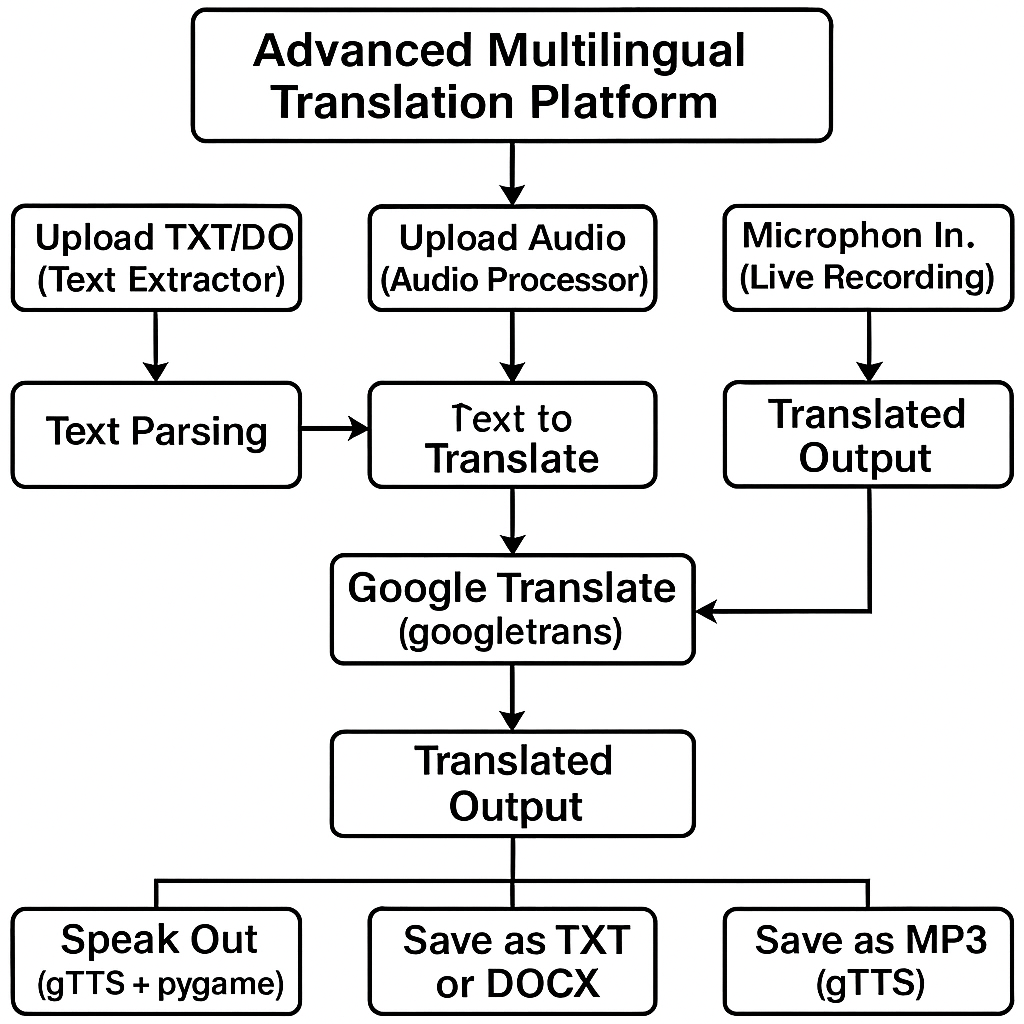 Advanced Multilingual
Translation Platform
Upload TXT/DO
(Text Extractor)
Upload Audio
(Audio Processor)
Microphon In.
(Live Recording)
Text Parsing
Text to
Translate
Translated
Output
Google Translate
(googletrans)
Translated
Output
Speak Out
(gTTS + pygame)
Save as TXT
or DOCX
Save as MP3
(gTTS)